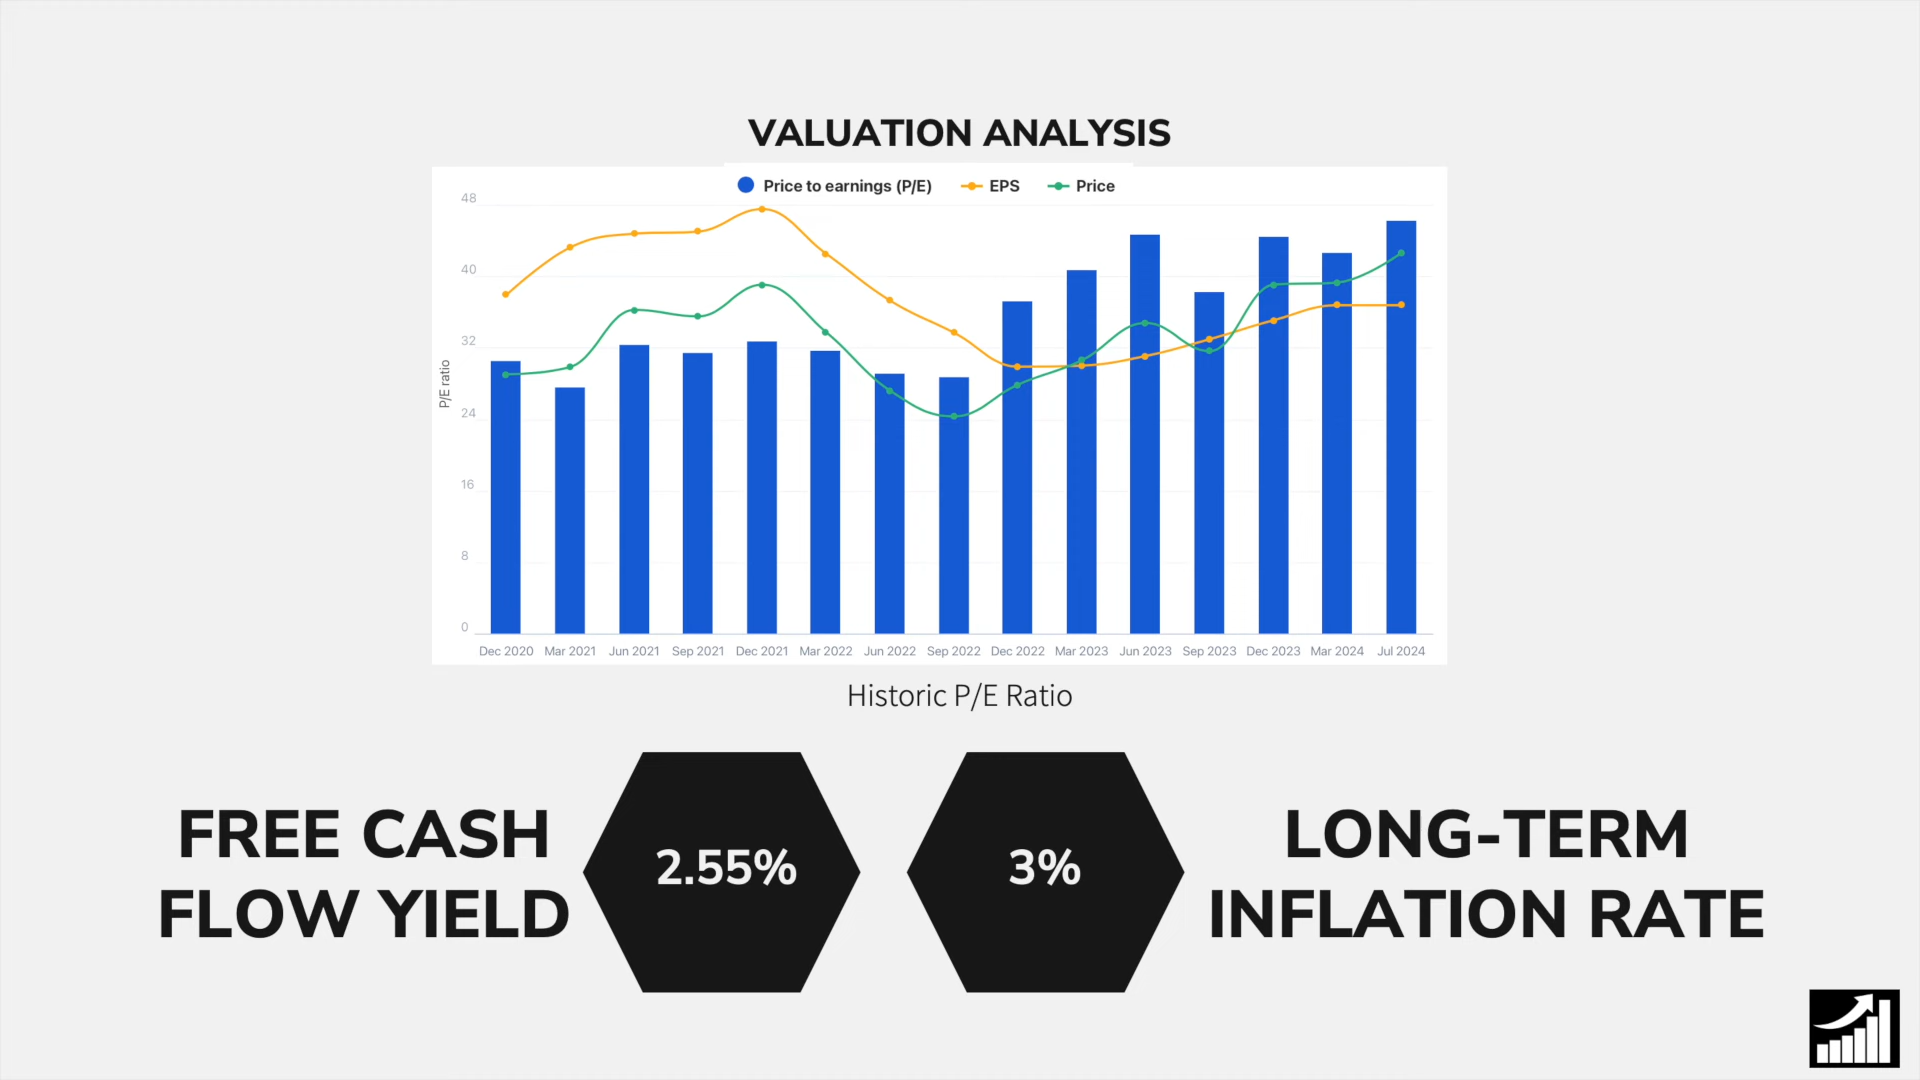 VALUATION ANALYSIS
Price to earnings (P/E) EPS Price
48
40
32
24
16
8
0
P/E ratio
Dec 2020 Mar 2021 Jun 2021 Sep 2021 Dec 2021 Mar 2022 Jun 2022 Sep 2022 Dec 2022 Mar 2023 Jun 2023 Sep 2023 Dec 2023 Mar 2024 Jul 2024
Historic P/E Ratio
FREE CASH
FLOW YIELD
2.55%
3%
LONG-TERM
INFLATION RATE